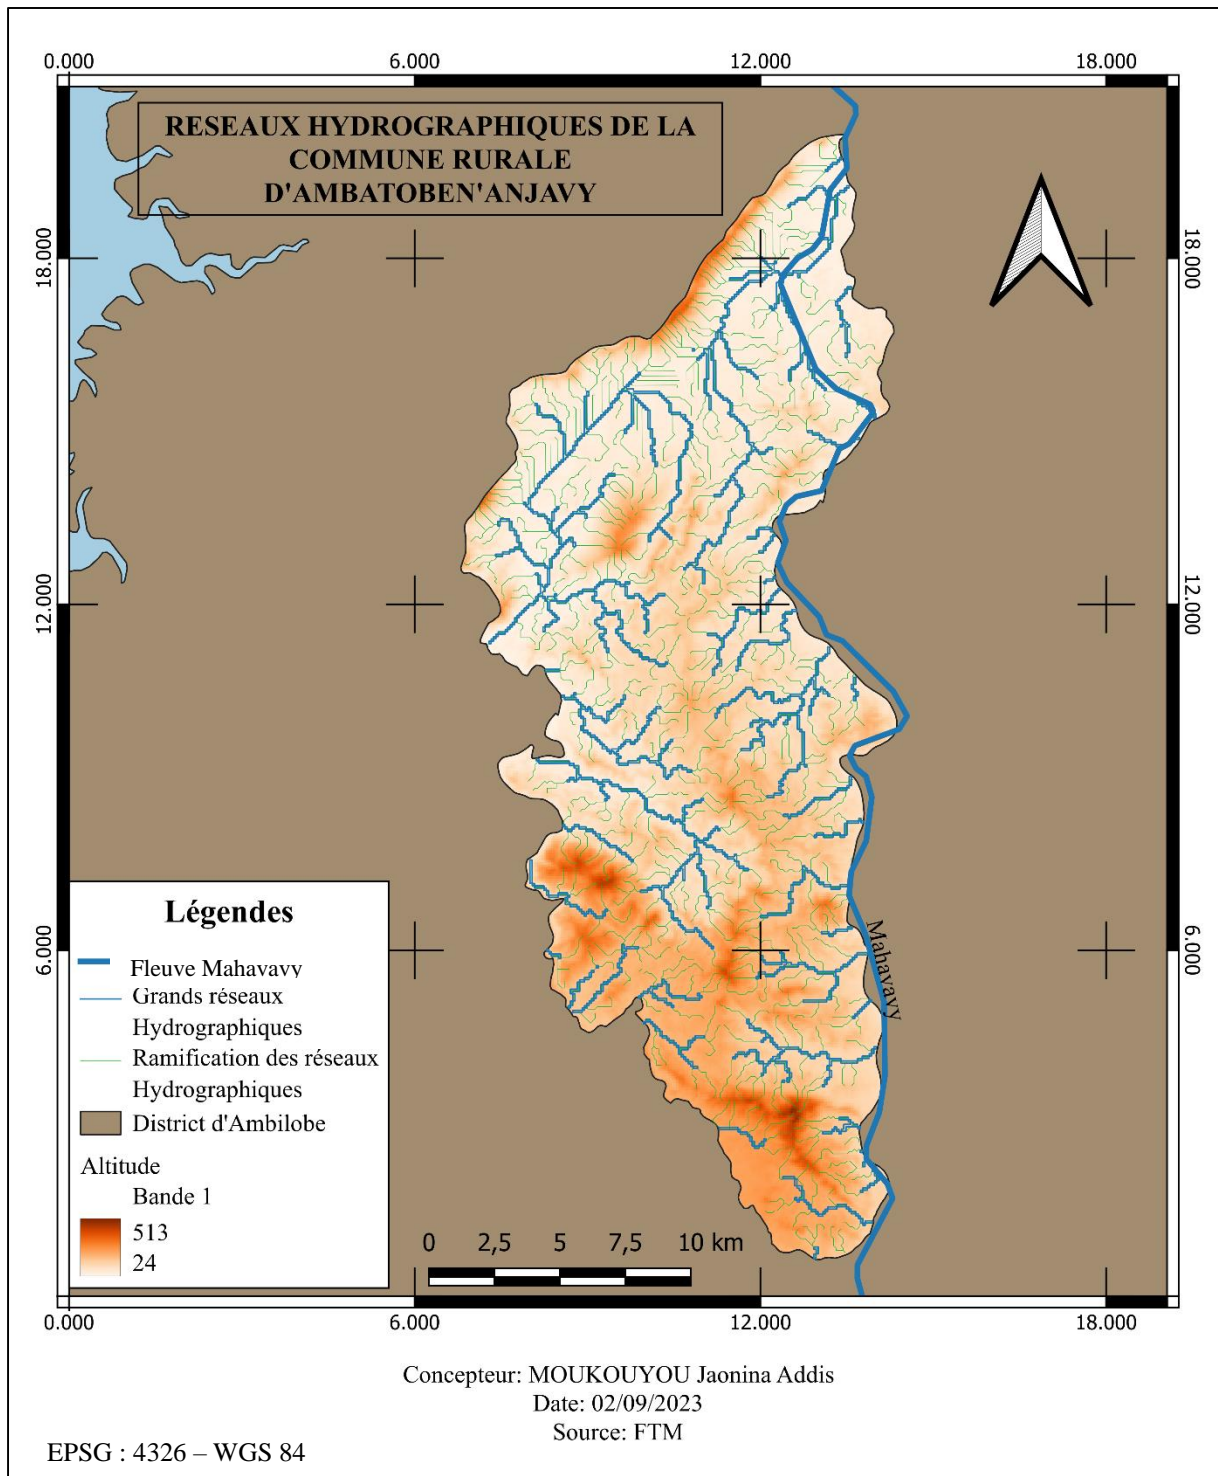 0.000 6.000 12.000 18.000
RESEAUX HYDROGRAPHIQUES DE LA
COMMUNE RURALE
D'AMBATOBEN'ANJAVY
18.000 18.000
12.000 12.000
6.000 6.000
Mahavavy
Légendes
Fleuve Mahavavy
Grands réseaux
Hydrographiques
Ramification des réseaux
Hydrographiques
District d'Ambilobe
Altitude
Bande 1
513
24
0 2,5 5 7,5 10 km
0.000 6.000 12.000 18.000
Concepteur: MOUKOUYOU Jaonina Addis
Date: 02/09/2023
Source: FTM
EPSG : 4326 – WGS 84